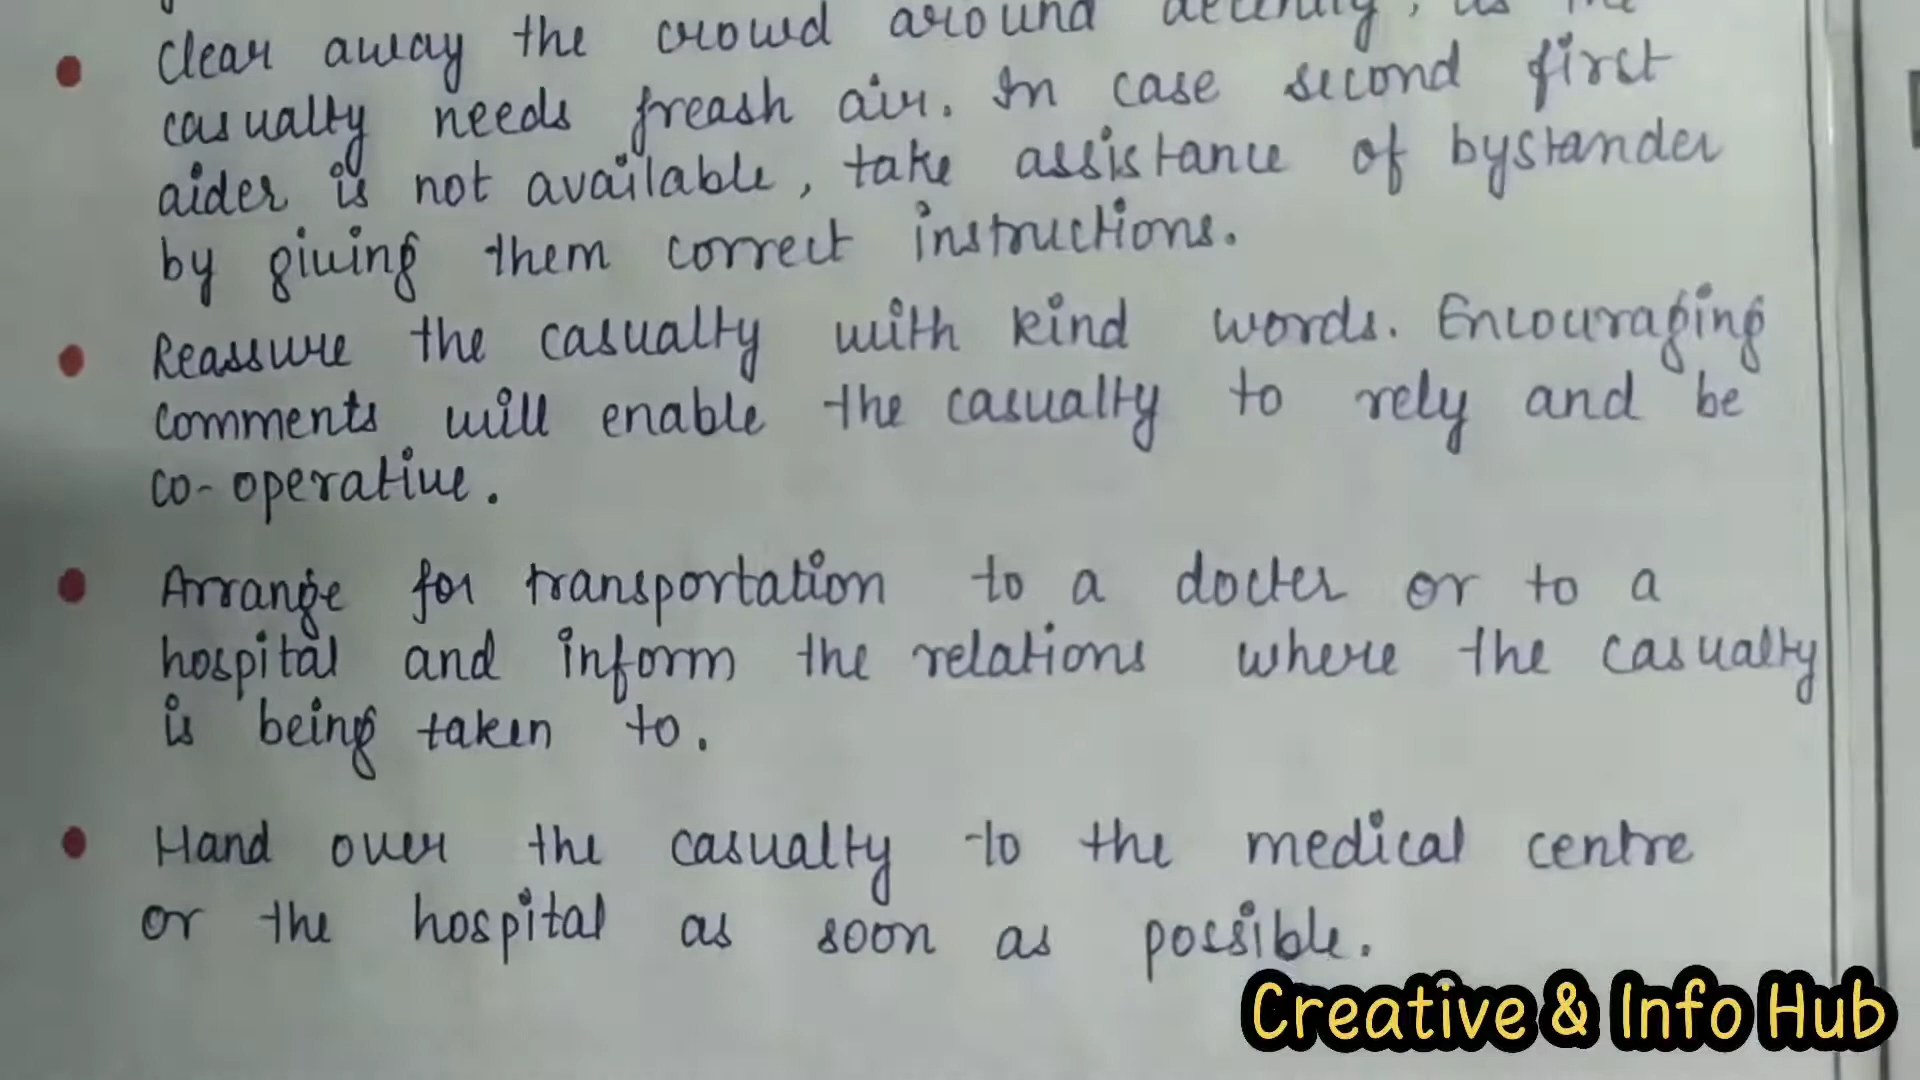 Clear away the crowd around as the
casualty needs freash air. In case second first
aider is not available, take assistance of bystander
by giving them correct instructions.
Reassure the casualty with kind words. Encouraging
comments will enable the casualty to rely and be
co-operative.
Arrange for transportation to a docter or to a
hospital and inform the relations where the casualty
is being taken to.
Hand over the casualty to the medical centre
or the hospital as soon as possible.
Creative & Info Hub